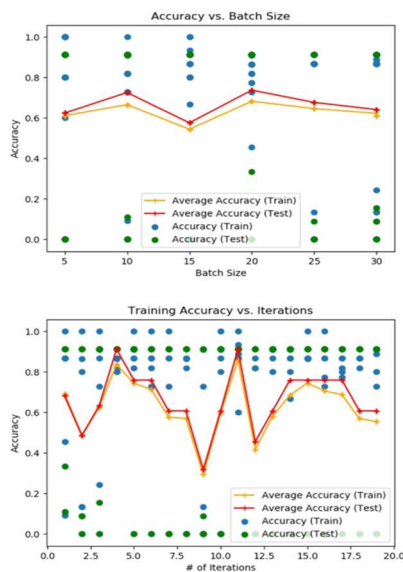 Accuracy vs. Batch Size
Accuracy
1.0
0.8
0.6
0.4
0.2
0.0
Average Accuracy (Train)
Average Accuracy (Test)
Accuracy (Train)
Accuracy (Test)
5 10 15 20 25 30
Batch Size
Training Accuracy vs. Iterations
Accuracy
1.0
0.8
0.6
0.4
0.2
0.0
Average Accuracy (Train)
Average Accuracy (Test)
Accuracy (Train)
Accuracy (Test)
0.0 2.5 5.0 7.5 10.0 12.5 15.0 17.5 20.0
# of Iterations